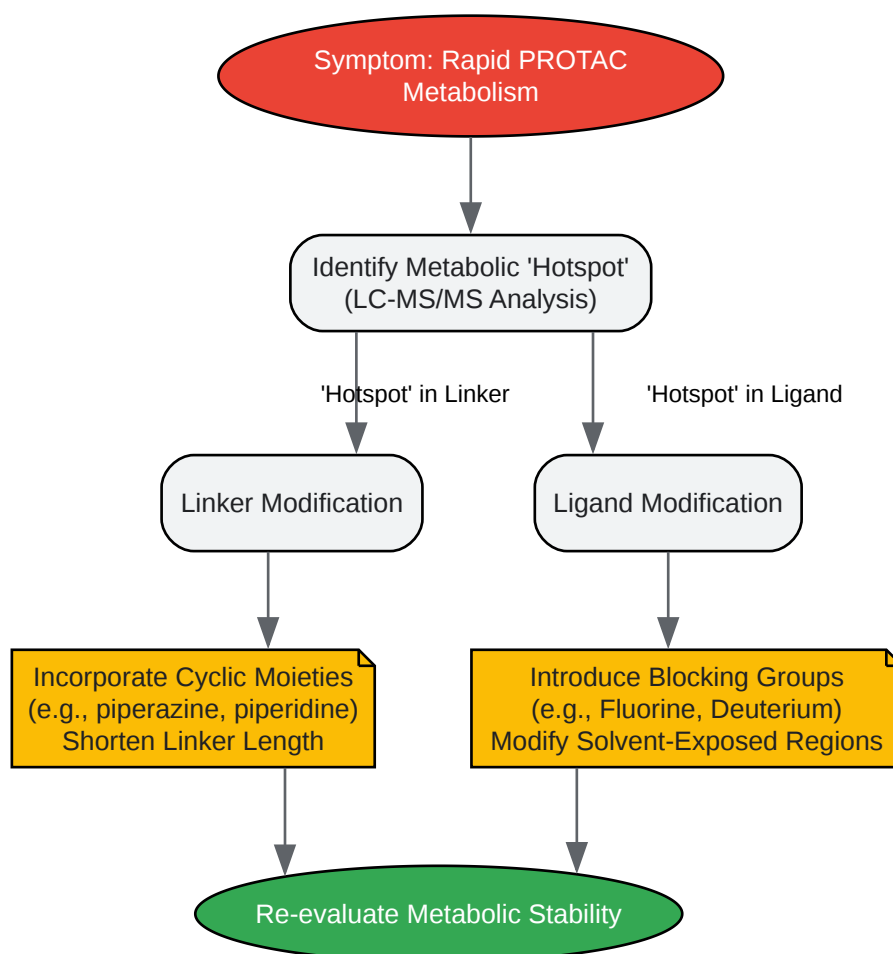 Symptom: Rapid PROTAC
Metabolism
Identify Metabolic 'Hotspot'
(LC-MS/MS Analysis)
'Hotspot' in Linker
'Hotspot' in Ligand
Linker Modification
Ligand Modification
Incorporate Cyclic Moieties
(e.g., piperazine, piperidine)
Shorten Linker Length
Introduce Blocking Groups
(e.g., Fluorine, Deuterium)
Modify Solvent-Exposed Regions
Re-evaluate Metabolic Stability